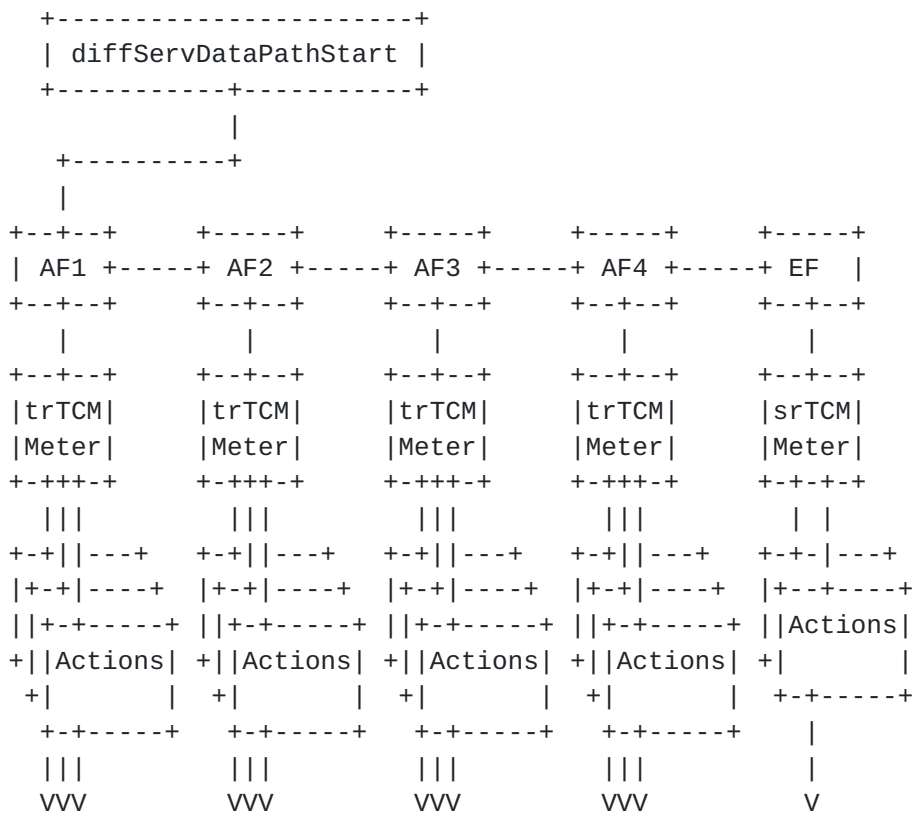 diffServDataPathStart
AF1 AF2 AF3 AF4 EF
trTCM trTCM trTCM trTCM srTCM
Meter Meter Meter Meter Meter
Actions
Actions Actions Actions Actions
VVV VVV VVV VVV V